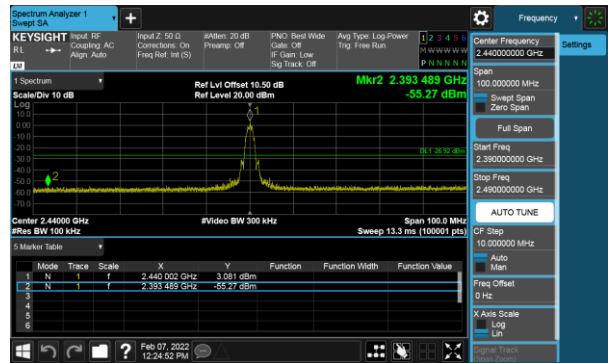 Spectrum Analyzer 1
Swept SA
Frequency
KEYSIGHT
RL
Input: RF
Coupling: AC
Align: Auto
Input Z: 50 Ω
Corrections: On
Freq Ref: Int (S)
#Atten: 20 dB
Preamp: Off
PNO: Best Wide
Gate: Off
IF Gain: Low
Sig Track: Off
Avg Type: Log-Power
Trig: Free Run
1 2 3 4 5 6
M W W W W W
P N N N N N
LXI
1 Spectrum
Scale/Div 10 dB
Ref Lvl Offset 10.50 dB
Ref Level 20.00 dBm
Mkr2 2.393 489 GHz
-55.27 dBm
Log
10.0
0.00
-10.0
-20.0
-30.0
-40.0
-50.0
-60.0
-70.0
1
2
Center 2.44000 GHz
#Res BW 100 kHz
#Video BW 300 kHz
Span 100.0 MHz
Sweep 13.3 ms (100001 pts)
5 Marker Table
Mode Trace Scale X Y Function Function Width Function Value
1 N 1 f 2.440 002 GHz 3.081 dBm
2 N 1 f 2.393 489 GHz -55.27 dBm
3
4
5
6
Feb 07, 2022
12:24:52 PM
Center Frequency
2.440000000 GHz
Settings
Span
100.000000 MHz
Swept Span
Zero Span
Full Span
Start Freq
2.390000000 GHz
Stop Freq
2.490000000 GHz
AUTO TUNE
CF Step
10.000000 MHz
Auto
Man
Freq Offset
0 Hz
X Axis Scale
Log
Lin
Signal Track
(Span Zoom)